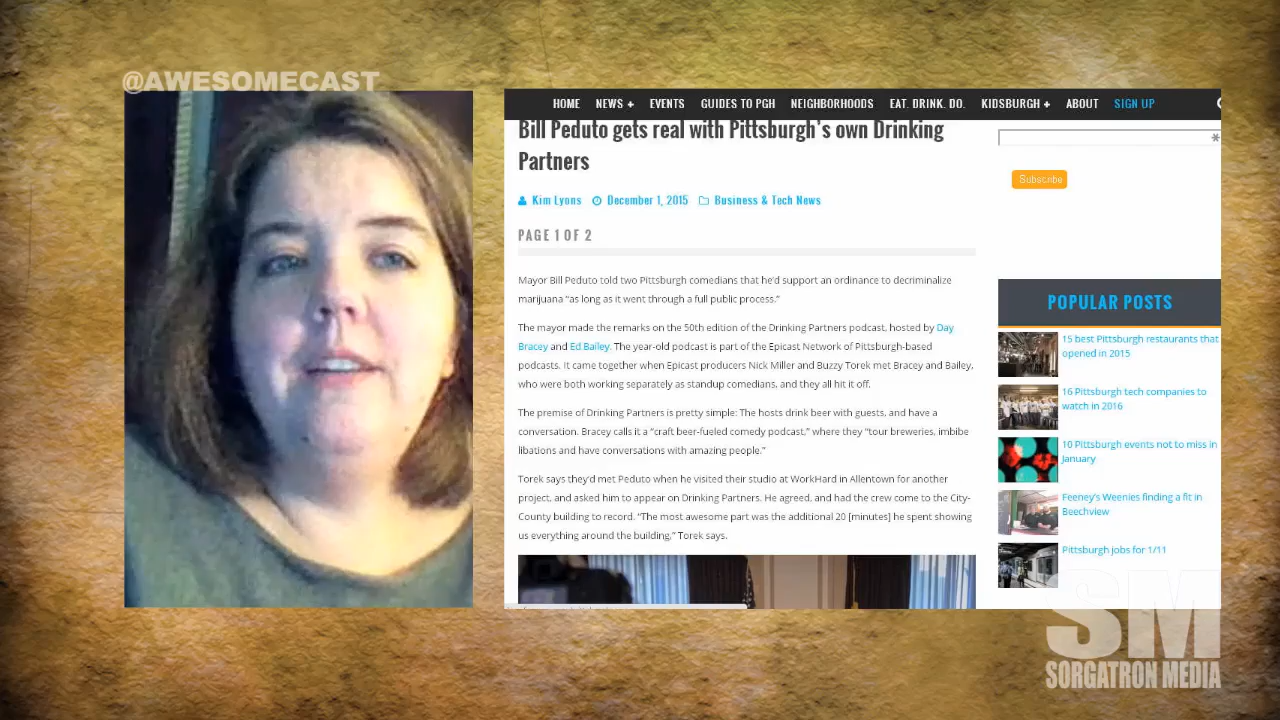 @AWESOMECAST
HOME NEWS + EVENTS GUIDES TO PGH NEIGHBORHOODS EAT. DRINK. DO. KIDSBURGH + ABOUT SIGN UP
Bill Peduto gets real with Pittsburgh's own Drinking
Partners
Kim Lyons December 1, 2015 Business & Tech News
PAGE 1 OF 2
Mayor Bill Peduto told two Pittsburgh comedians that he'd support an ordinance to decriminalize
marijuana "as long as it went through a full public process."
The mayor made the remarks on the 50th edition of the Drinking Partners podcast, hosted by Day
Bracey and Ed Bailey. The year-old podcast is part of the Epicast Network of Pittsburgh-based
podcasts. It came together when Epicast producers Nick Miller and Buzzy Torek met Bracey and Bailey,
who were both working separately as standup comedians, and they all hit it off.
The premise of Drinking Partners is pretty simple: The hosts drink beer with guests, and have a
conversation. Bracey calls it a "craft beer-fueled comedy podcast," where they "tour breweries, imbibe
libations and have conversations with amazing people."
Torek says they'd met Peduto when he visited their studio at WorkHard in Allentown for another
project, and asked him to appear on Drinking Partners. He agreed, and had the crew come to the City-
County building to record. "The most awesome part was the additional 20 [minutes] he spent showing
us everything around the building," Torek says.
Subscribe
POPULAR POSTS
15 best Pittsburgh restaurants that
opened in 2015
16 Pittsburgh tech companies to
watch in 2016
10 Pittsburgh events not to miss in
January
Feeney's Weenies finding a fit in
Beechview
Pittsburgh jobs for 1/11
SM
SORGATRON MEDIA